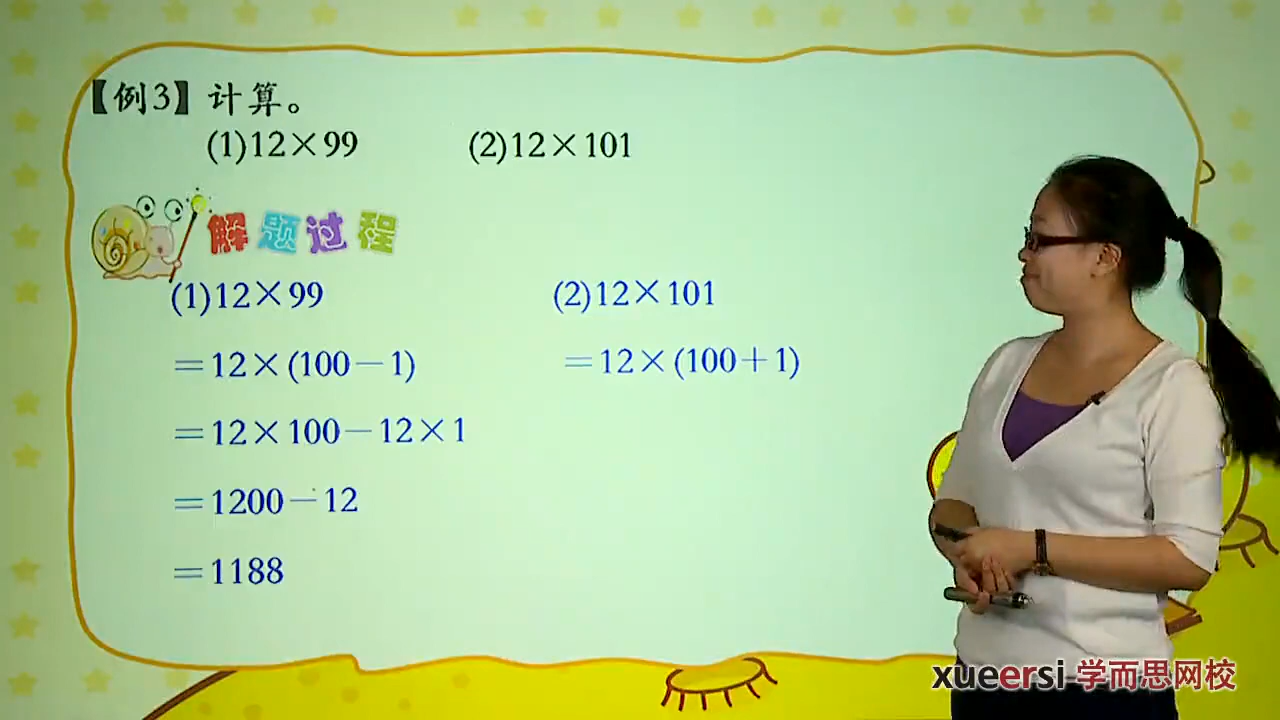 【例3】计算。
(1)12×99 (2)12×101
解题过程
(1)12×99
=12×(100-1)
=12×100-12×1
=1200-12
=1188
(2)12×101
=12×(100+1)
xueersi 学而思网校